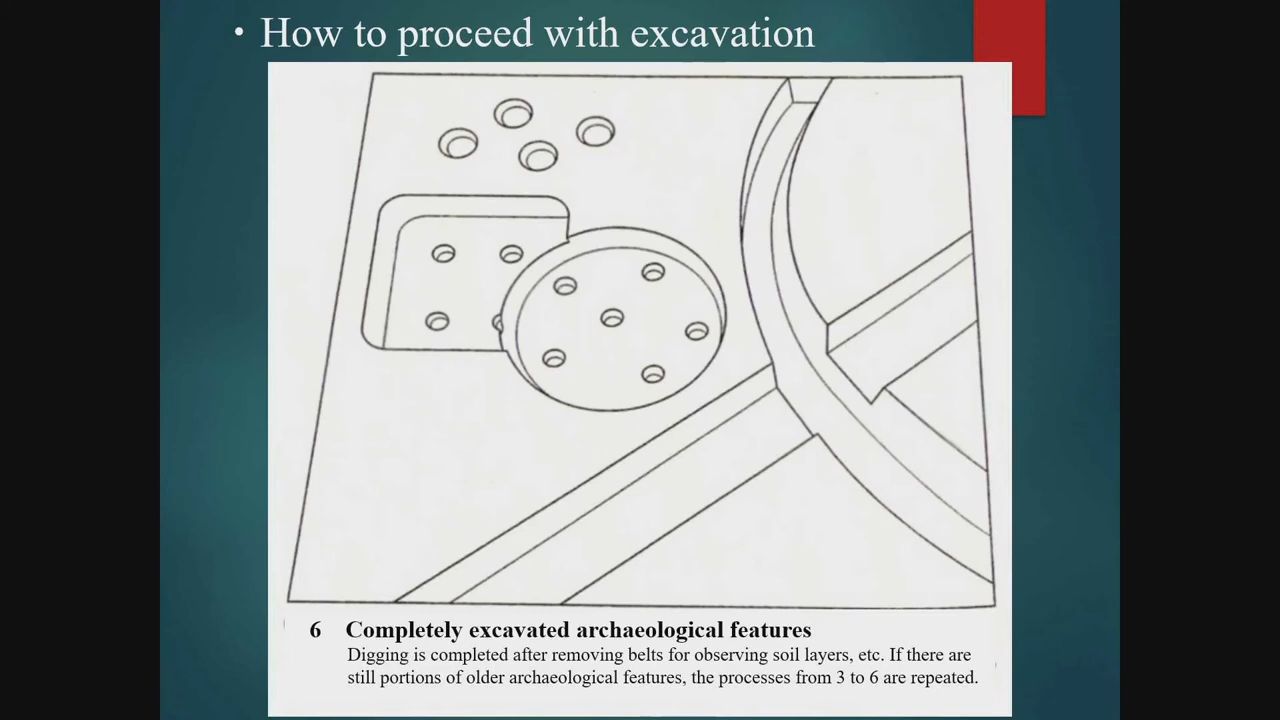 • How to proceed with excavation
6 Completely excavated archaeological features
Digging is completed after removing belts for observing soil layers, etc. If there are
still portions of older archaeological features, the processes from 3 to 6 are repeated.